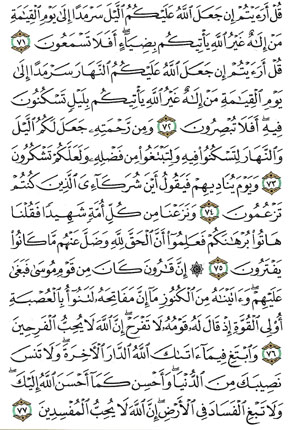 قُلْ أَرَءَيْتُمْ إِن جَعَلَ ٱللَّهُ عَلَيْكُمُ ٱلَّيْلَ سَرْمَدًا إِلَىٰ يَوْمِ ٱلْقِيَٰمَةِ
مَنْ إِلَٰهٌ غَيْرُ ٱللَّهِ يَأْتِيكُم بِضِيَآءٍ ۖ أَفَلَا تَسْمَعُونَ ٧١
قُلْ أَرَءَيْتُمْ إِن جَعَلَ ٱللَّهُ عَلَيْكُمُ ٱلنَّهَارَ سَرْمَدًا إِلَىٰ
يَوْمِ ٱلْقِيَٰمَةِ مَنْ إِلَٰهٌ غَيْرُ ٱللَّهِ يَأْتِيكُم بِلَيْلٍ تَسْكُنُونَ
فِيهِ ۖ أَفَلَا تُبْصِرُونَ ٧٢ وَمِن رَّحْمَتِهِۦ جَعَلَ لَكُمُ ٱلَّيْلَ
وَٱلنَّهَارَ لِتَسْكُنُوا۟ فِيهِ وَلِتَبْتَغُوا۟ مِن فَضْلِهِۦ وَلَعَلَّكُمْ تَشْكُرُونَ
٧٣ وَيَوْمَ يُنَادِيهِمْ فَيَقُولُ أَيْنَ شُرَكَآءِىَ ٱلَّذِينَ كُنتُمْ
تَزْعُمُونَ ٧٤ وَنَزَعْنَا مِن كُلِّ أُمَّةٍ شَهِيدًا فَقُلْنَا
هَاتُوا۟ بُرْهَٰنَكُمْ فَعَلِمُوٓا۟ أَنَّ ٱلْحَقَّ لِلَّهِ وَضَلَّ عَنْهُم مَّا كَانُوا۟
يَفْتَرُونَ ٧٥ ۞ إِنَّ قَٰرُونَ كَانَ مِن قَوْمِ مُوسَىٰ فَبَغَىٰ
عَلَيْهِمْ ۖ وَءَاتَيْنَٰهُ مِنَ ٱلْكُنُوزِ مَآ إِنَّ مَفَاتِحَهُۥ لَتَنُوٓأُ بِٱلْعُصْبَةِ
أُو۟لِى ٱلْقُوَّةِ إِذْ قَالَ لَهُۥ قَوْمُهُۥ لَا تَفْرَحْ ۖ إِنَّ ٱللَّهَ لَا يُحِبُّ ٱلْفَرِحِينَ
٧٦ وَٱبْتَغِ فِيمَآ ءَاتَىٰكَ ٱللَّهُ ٱلدَّارَ ٱلْءَاخِرَةَ ۖ وَلَا تَنسَ
نَصِيبَكَ مِنَ ٱلدُّنْيَا ۖ وَأَحْسِن كَمَآ أَحْسَنَ ٱللَّهُ إِلَيْكَ ۖ
وَلَا تَبْغِ ٱلْفَسَادَ فِى ٱلْأَرْضِ ۖ إِنَّ ٱللَّهَ لَا يُحِبُّ ٱلْمُفْسِدِينَ ٧٧